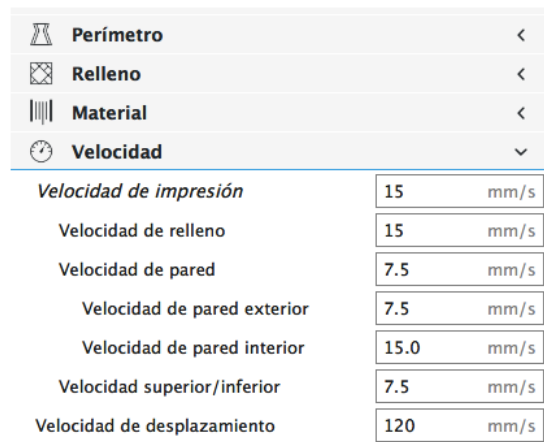 Perímetro
Relleno
Material
Velocidad
Velocidad de impresión 15 mm/s
Velocidad de relleno 15 mm/s
Velocidad de pared 7.5 mm/s
Velocidad de pared exterior 7.5 mm/s
Velocidad de pared interior 15.0 mm/s
Velocidad superior/inferior 7.5 mm/s
Velocidad de desplazamiento 120 mm/s